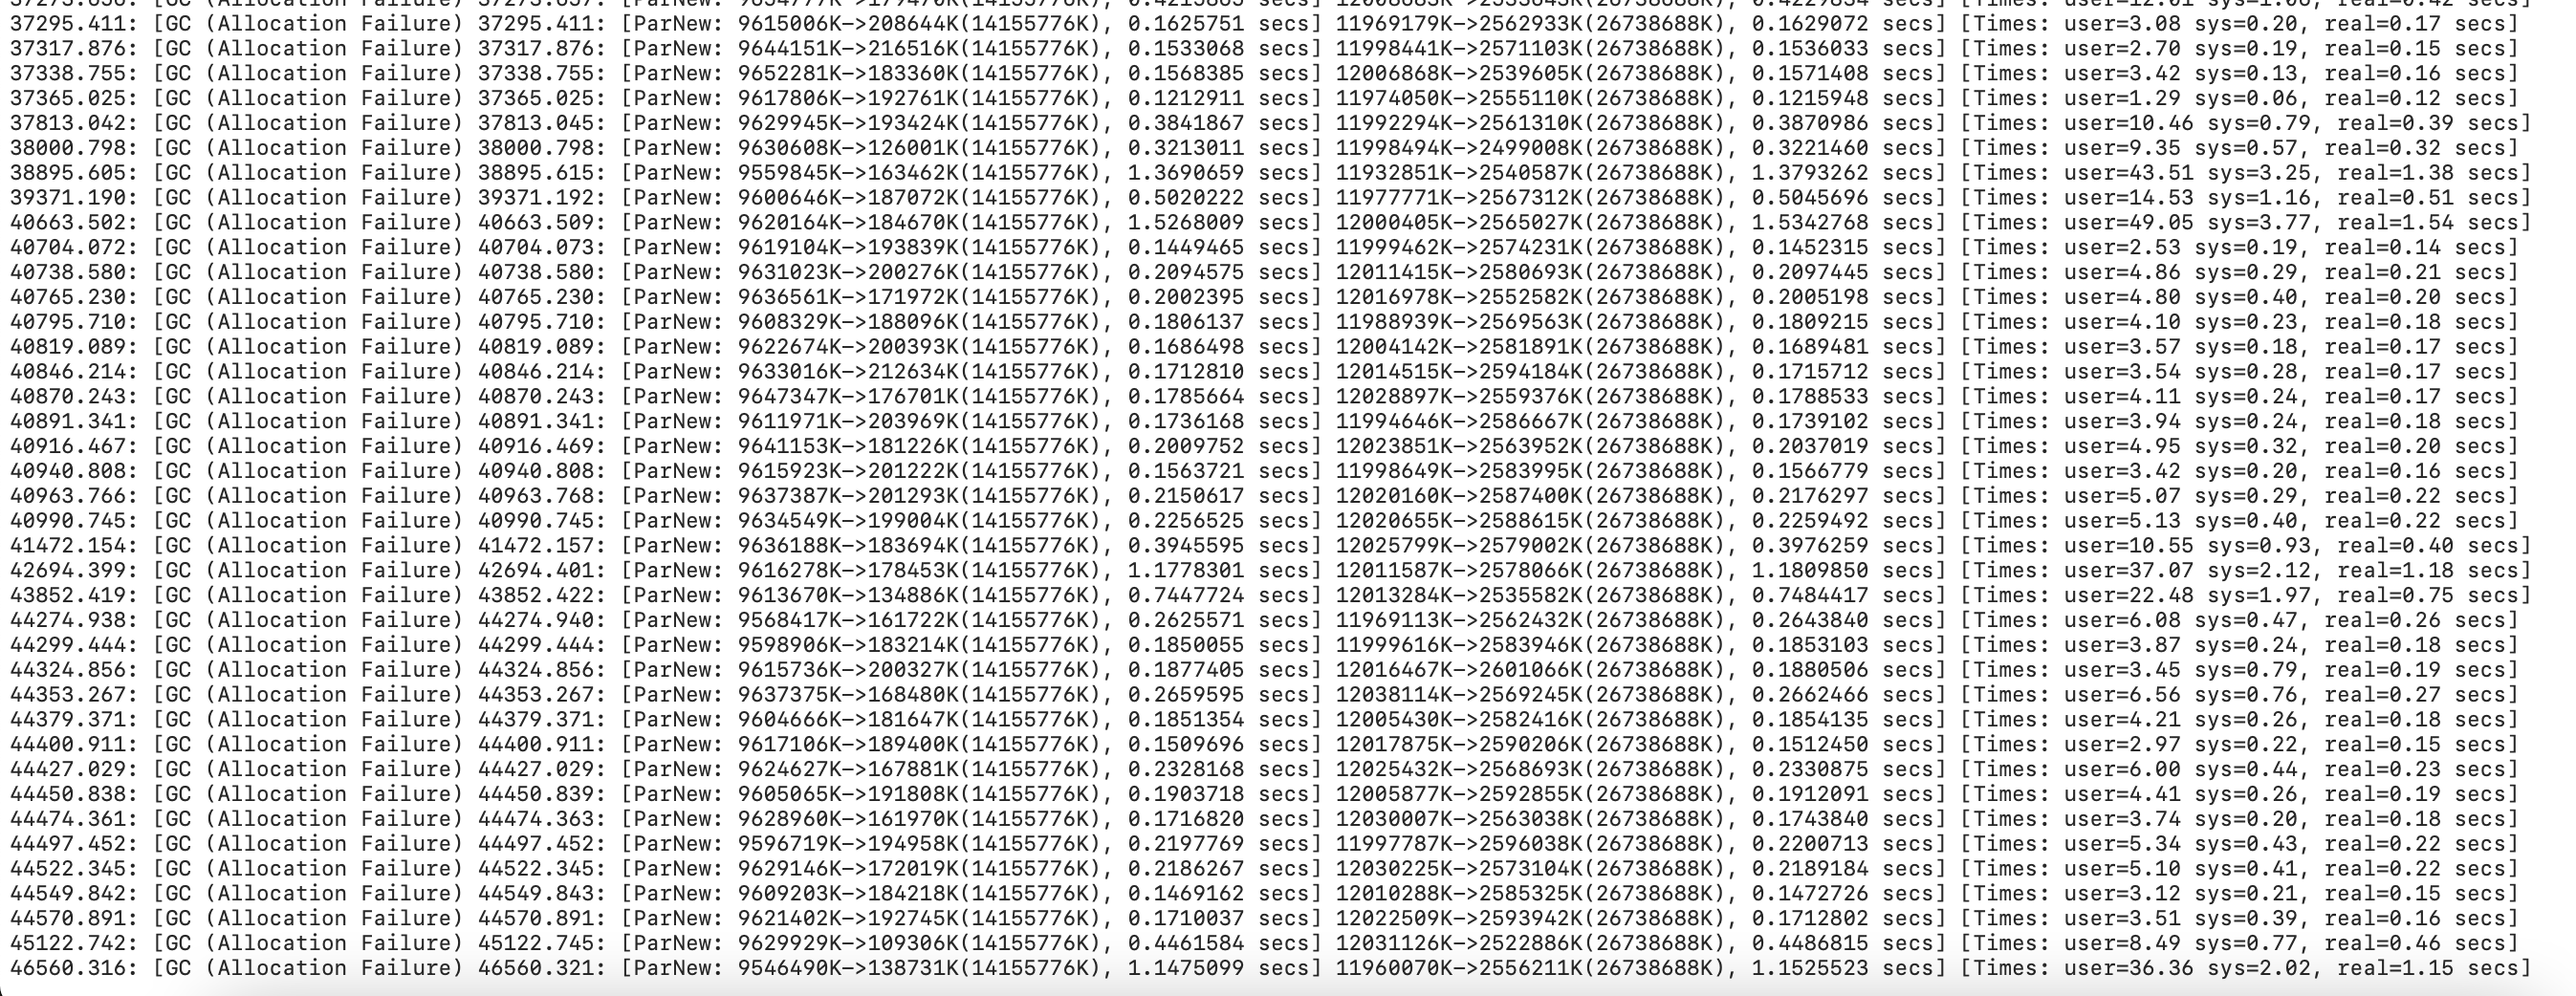 37295.411: [GC (Allocation Failure) 37295.411: [ParNew: 9615006K->208644K(14155776K), 0.1625751 secs] 11969179K->2562933K(26738688K), 0.1629072 secs] [Times: user=3.08 sys=0.20, real=0.17 secs]
37317.876: [GC (Allocation Failure) 37317.876: [ParNew: 9644151K->216516K(14155776K), 0.1533068 secs] 11998441K->2571103K(26738688K), 0.1536033 secs] [Times: user=2.70 sys=0.19, real=0.15 secs]
37338.755: [GC (Allocation Failure) 37338.755: [ParNew: 9652281K->183360K(14155776K), 0.1568385 secs] 12006868K->2539605K(26738688K), 0.1571408 secs] [Times: user=3.42 sys=0.13, real=0.16 secs]
37365.025: [GC (Allocation Failure) 37365.025: [ParNew: 9617806K->192761K(14155776K), 0.1212911 secs] 11974050K->2555110K(26738688K), 0.1215948 secs] [Times: user=1.29 sys=0.06, real=0.12 secs]
37813.042: [GC (Allocation Failure) 37813.045: [ParNew: 9629945K->193424K(14155776K), 0.3841867 secs] 11992294K->2561310K(26738688K), 0.3870986 secs] [Times: user=10.46 sys=0.79, real=0.39 secs]
38000.798: [GC (Allocation Failure) 38000.798: [ParNew: 9630608K->126001K(14155776K), 0.3213011 secs] 11998494K->2499008K(26738688K), 0.3221460 secs] [Times: user=9.35 sys=0.57, real=0.32 secs]
38895.605: [GC (Allocation Failure) 38895.615: [ParNew: 9559845K->163462K(14155776K), 1.3690659 secs] 11932851K->2540587K(26738688K), 1.3793262 secs] [Times: user=43.51 sys=3.25, real=1.38 secs]
39371.190: [GC (Allocation Failure) 39371.192: [ParNew: 9600646K->187072K(14155776K), 0.5020222 secs] 11977771K->2567312K(26738688K), 0.5045696 secs] [Times: user=14.53 sys=1.16, real=0.51 secs]
40663.502: [GC (Allocation Failure) 40663.509: [ParNew: 9620164K->184670K(14155776K), 1.5268009 secs] 12000405K->2565027K(26738688K), 1.5342768 secs] [Times: user=49.05 sys=3.77, real=1.54 secs]
40704.072: [GC (Allocation Failure) 40704.073: [ParNew: 9619104K->193839K(14155776K), 0.1449465 secs] 11999462K->2574231K(26738688K), 0.1452315 secs] [Times: user=2.53 sys=0.19, real=0.14 secs]
40738.580: [GC (Allocation Failure) 40738.580: [ParNew: 9631023K->200276K(14155776K), 0.2094575 secs] 12011415K->2580693K(26738688K), 0.2097445 secs] [Times: user=4.86 sys=0.29, real=0.21 secs]
40765.230: [GC (Allocation Failure) 40765.230: [ParNew: 9636561K->171972K(14155776K), 0.2002395 secs] 12016978K->2552582K(26738688K), 0.2005198 secs] [Times: user=4.80 sys=0.40, real=0.20 secs]
40795.710: [GC (Allocation Failure) 40795.710: [ParNew: 9608329K->188096K(14155776K), 0.1806137 secs] 11988939K->2569563K(26738688K), 0.1809215 secs] [Times: user=4.10 sys=0.23, real=0.18 secs]
40819.089: [GC (Allocation Failure) 40819.089: [ParNew: 9622674K->200393K(14155776K), 0.1686498 secs] 12004142K->2581891K(26738688K), 0.1689481 secs] [Times: user=3.57 sys=0.18, real=0.17 secs]
40846.214: [GC (Allocation Failure) 40846.214: [ParNew: 9633016K->212634K(14155776K), 0.1712810 secs] 12014515K->2594184K(26738688K), 0.1715712 secs] [Times: user=3.54 sys=0.28, real=0.17 secs]
40870.243: [GC (Allocation Failure) 40870.243: [ParNew: 9647347K->176701K(14155776K), 0.1785664 secs] 12028897K->2559376K(26738688K), 0.1788533 secs] [Times: user=4.11 sys=0.24, real=0.17 secs]
40891.341: [GC (Allocation Failure) 40891.341: [ParNew: 9611971K->203969K(14155776K), 0.1736168 secs] 11994646K->2586667K(26738688K), 0.1739102 secs] [Times: user=3.94 sys=0.24, real=0.18 secs]
40916.467: [GC (Allocation Failure) 40916.469: [ParNew: 9641153K->181226K(14155776K), 0.2009752 secs] 12023851K->2563952K(26738688K), 0.2037019 secs] [Times: user=4.95 sys=0.32, real=0.20 secs]
40940.808: [GC (Allocation Failure) 40940.808: [ParNew: 9615923K->201222K(14155776K), 0.1563721 secs] 11998649K->2583995K(26738688K), 0.1566779 secs] [Times: user=3.42 sys=0.20, real=0.16 secs]
40963.766: [GC (Allocation Failure) 40963.768: [ParNew: 9637387K->201293K(14155776K), 0.2150617 secs] 12020160K->2587400K(26738688K), 0.2176297 secs] [Times: user=5.07 sys=0.29, real=0.22 secs]
40990.745: [GC (Allocation Failure) 40990.745: [ParNew: 9634549K->199004K(14155776K), 0.2256525 secs] 12020655K->2588615K(26738688K), 0.2259492 secs] [Times: user=5.13 sys=0.40, real=0.22 secs]
41472.154: [GC (Allocation Failure) 41472.157: [ParNew: 9636188K->183694K(14155776K), 0.3945595 secs] 12025799K->2579002K(26738688K), 0.3976259 secs] [Times: user=10.55 sys=0.93, real=0.40 secs]
42694.399: [GC (Allocation Failure) 42694.401: [ParNew: 9616278K->178453K(14155776K), 1.1778301 secs] 12011587K->2578066K(26738688K), 1.1809850 secs] [Times: user=37.07 sys=2.12, real=1.18 secs]
43852.419: [GC (Allocation Failure) 43852.422: [ParNew: 9613670K->134886K(14155776K), 0.7447724 secs] 12013284K->2535582K(26738688K), 0.7484417 secs] [Times: user=22.48 sys=1.97, real=0.75 secs]
44274.938: [GC (Allocation Failure) 44274.940: [ParNew: 9568417K->161722K(14155776K), 0.2625571 secs] 11969113K->2562432K(26738688K), 0.2643840 secs] [Times: user=6.08 sys=0.47, real=0.26 secs]
44299.444: [GC (Allocation Failure) 44299.444: [ParNew: 9598906K->183214K(14155776K), 0.1850055 secs] 11999616K->2583946K(26738688K), 0.1853103 secs] [Times: user=3.87 sys=0.24, real=0.18 secs]
44324.856: [GC (Allocation Failure) 44324.856: [ParNew: 9615736K->200327K(14155776K), 0.1877405 secs] 12016467K->2601066K(26738688K), 0.1880506 secs] [Times: user=3.45 sys=0.79, real=0.19 secs]
44353.267: [GC (Allocation Failure) 44353.267: [ParNew: 9637375K->168480K(14155776K), 0.2659595 secs] 12038114K->2569245K(26738688K), 0.2662466 secs] [Times: user=6.56 sys=0.76, real=0.27 secs]
44379.371: [GC (Allocation Failure) 44379.371: [ParNew: 9604666K->181647K(14155776K), 0.1851354 secs] 12005430K->2582416K(26738688K), 0.1854135 secs] [Times: user=4.21 sys=0.26, real=0.18 secs]
44400.911: [GC (Allocation Failure) 44400.911: [ParNew: 9617106K->189400K(14155776K), 0.1509696 secs] 12017875K->2590206K(26738688K), 0.1512450 secs] [Times: user=2.97 sys=0.22, real=0.15 secs]
44427.029: [GC (Allocation Failure) 44427.029: [ParNew: 9624627K->167881K(14155776K), 0.2328168 secs] 12025432K->2568693K(26738688K), 0.2330875 secs] [Times: user=6.00 sys=0.44, real=0.23 secs]
44450.838: [GC (Allocation Failure) 44450.839: [ParNew: 9605065K->191808K(14155776K), 0.1903718 secs] 12005877K->2592855K(26738688K), 0.1912091 secs] [Times: user=4.41 sys=0.26, real=0.19 secs]
44474.361: [GC (Allocation Failure) 44474.363: [ParNew: 9628960K->161970K(14155776K), 0.1716820 secs] 12030007K->2563038K(26738688K), 0.1743840 secs] [Times: user=3.74 sys=0.20, real=0.18 secs]
44497.452: [GC (Allocation Failure) 44497.452: [ParNew: 9596719K->194958K(14155776K), 0.2197769 secs] 11997787K->2596038K(26738688K), 0.2200713 secs] [Times: user=5.34 sys=0.43, real=0.22 secs]
44522.345: [GC (Allocation Failure) 44522.345: [ParNew: 9629146K->172019K(14155776K), 0.2186267 secs] 12030225K->2573104K(26738688K), 0.2189184 secs] [Times: user=5.10 sys=0.41, real=0.22 secs]
44549.842: [GC (Allocation Failure) 44549.843: [ParNew: 9609203K->184218K(14155776K), 0.1469162 secs] 12010288K->2585325K(26738688K), 0.1472726 secs] [Times: user=3.12 sys=0.21, real=0.15 secs]
44570.891: [GC (Allocation Failure) 44570.891: [ParNew: 9621402K->192745K(14155776K), 0.1710037 secs] 12022509K->2593942K(26738688K), 0.1712802 secs] [Times: user=3.51 sys=0.39, real=0.16 secs]
45122.742: [GC (Allocation Failure) 45122.745: [ParNew: 9629929K->109306K(14155776K), 0.4461584 secs] 12031126K->2522886K(26738688K), 0.4486815 secs] [Times: user=8.49 sys=0.77, real=0.46 secs]
46560.316: [GC (Allocation Failure) 46560.321: [ParNew: 9546490K->138731K(14155776K), 1.1475099 secs] 11960070K->2556211K(26738688K), 1.1525523 secs] [Times: user=36.36 sys=2.02, real=1.15 secs]